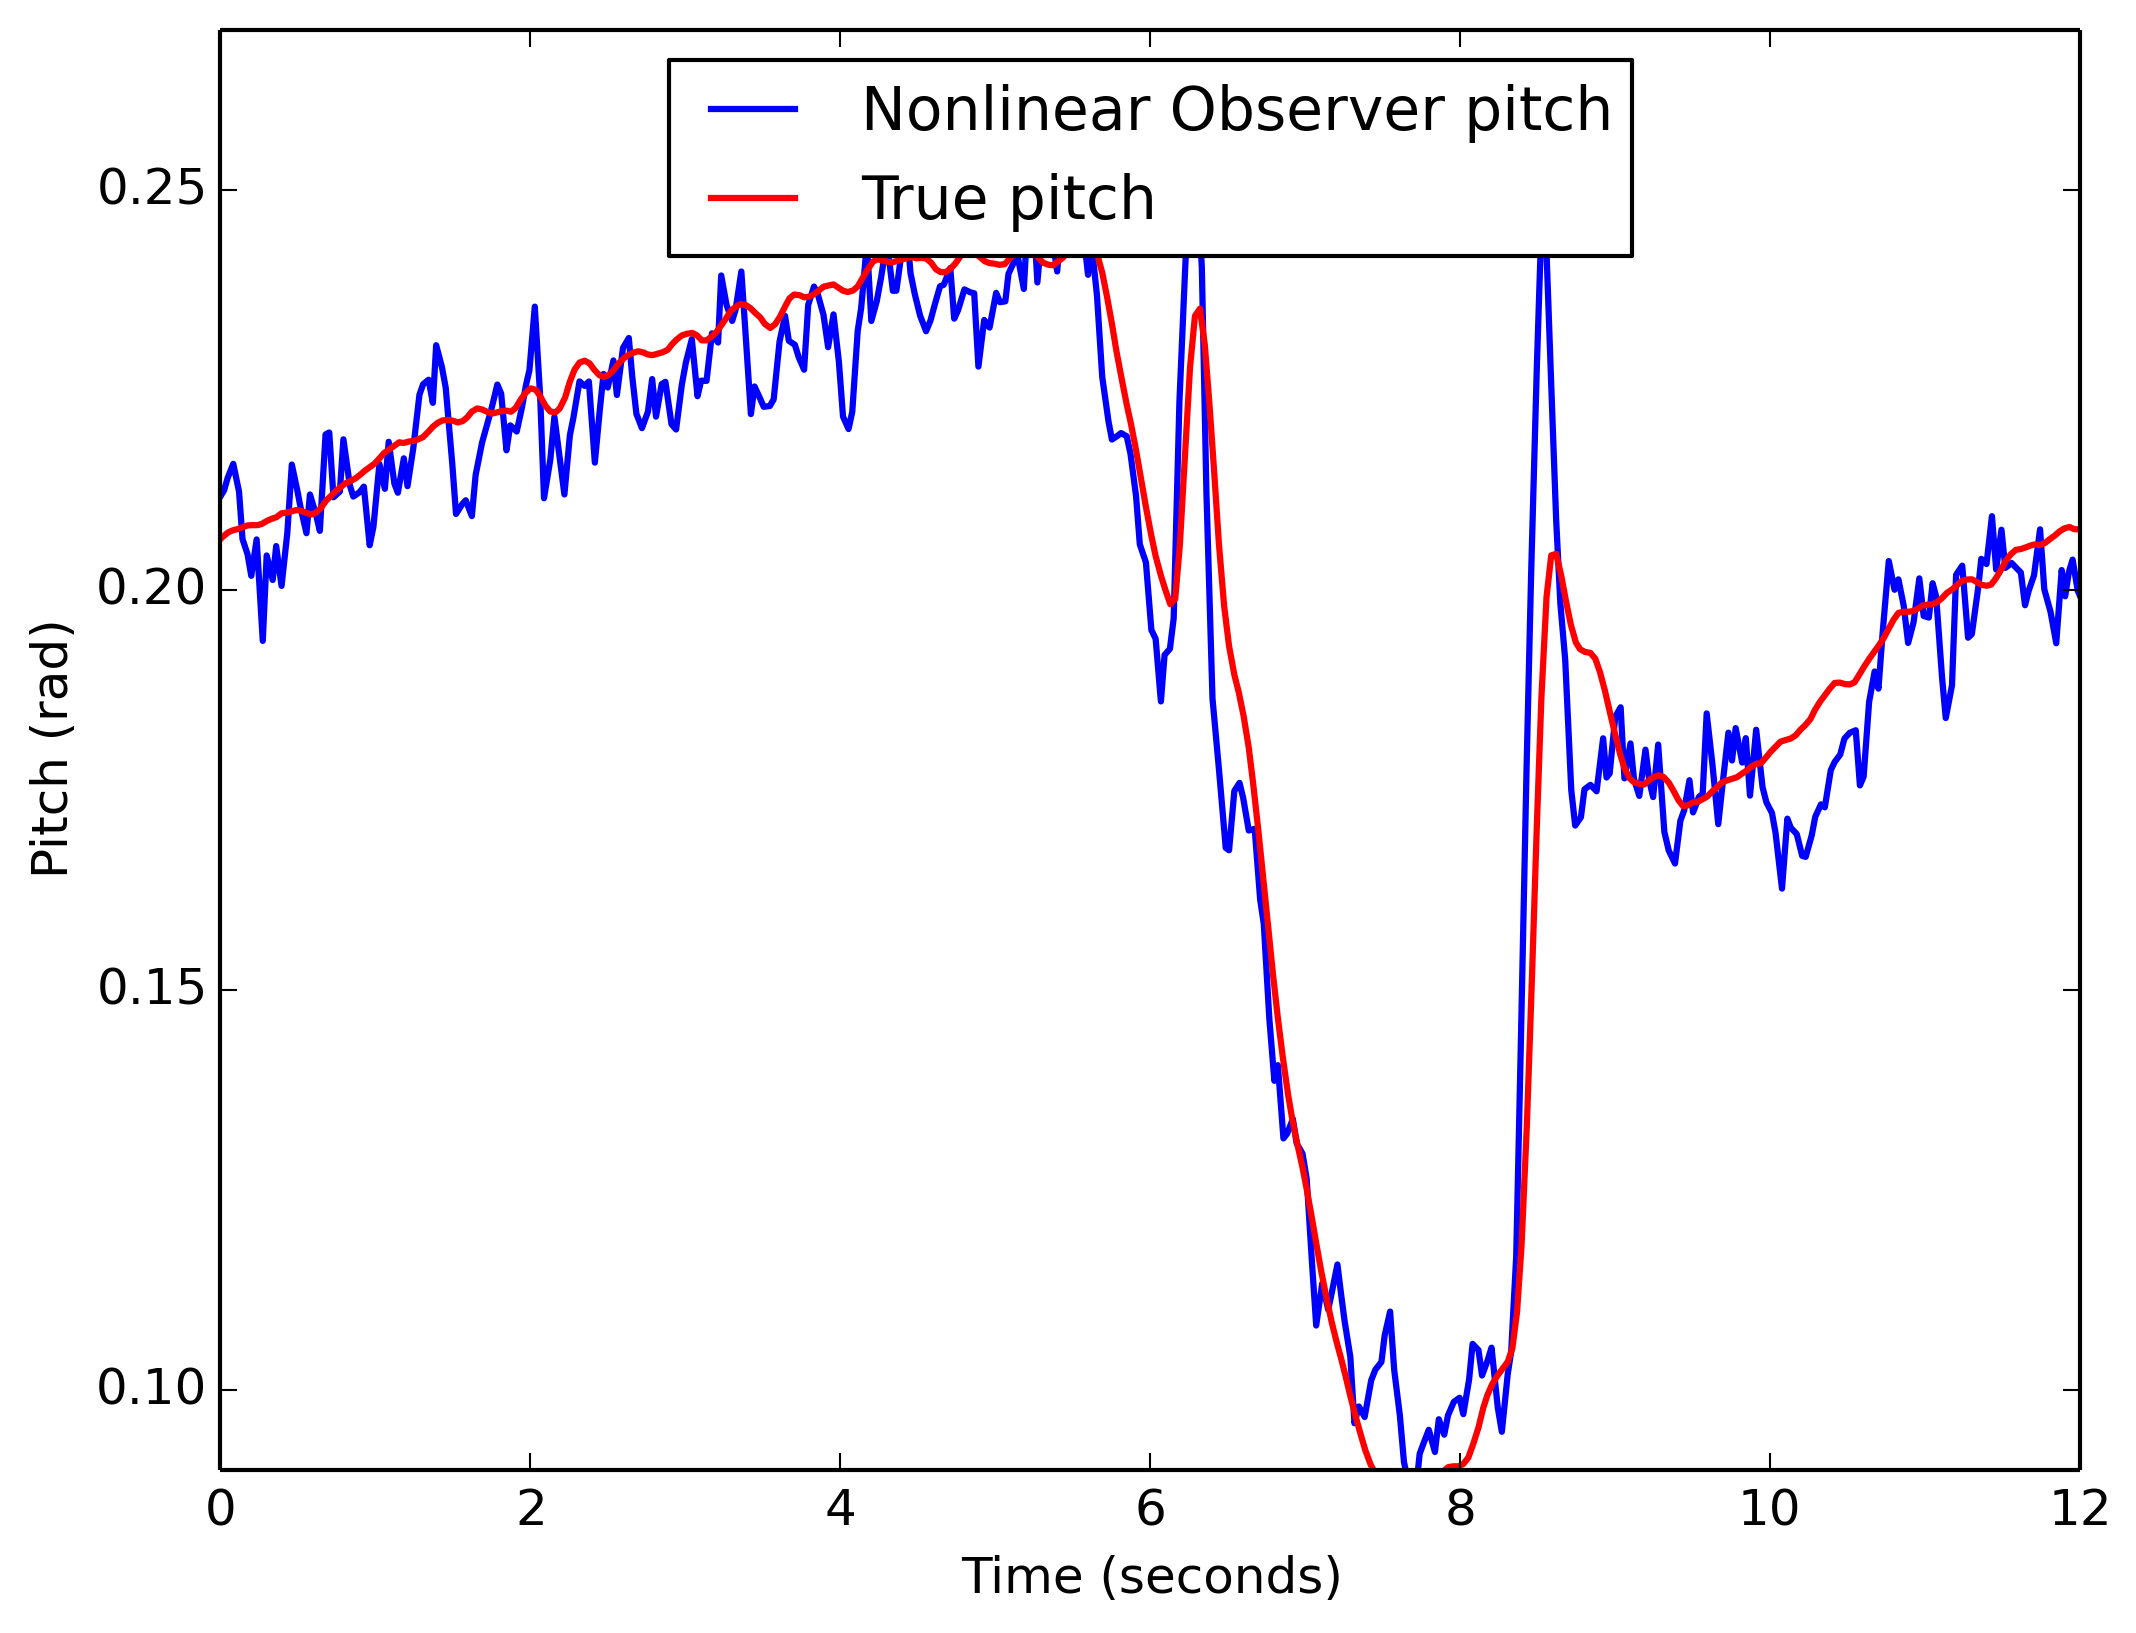 Nonlinear Observer pitch
True pitch
0.25
0.20
0.15
0.10
Pitch (rad)
0 2 4 6 8 10 12
Time (seconds)